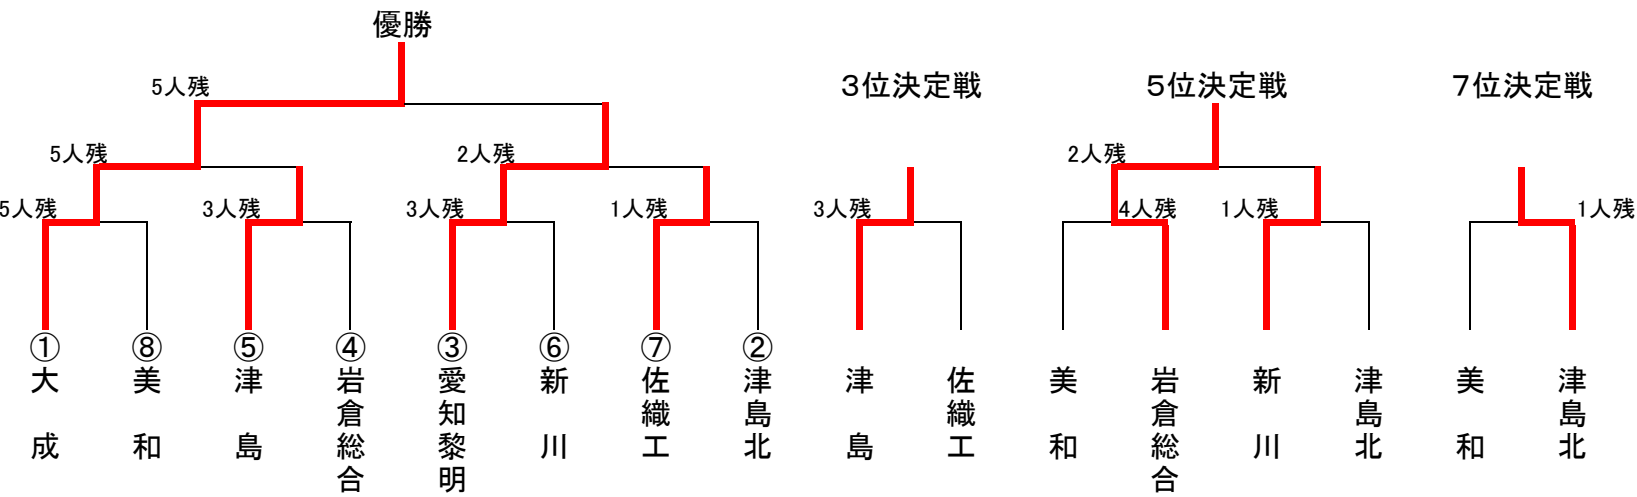 優勝
5人残
3位決定戦
5位決定戦
7位決定戦
5人残
2人残
2人残
5人残
3人残
3人残
1人残
3人残
4人残
1人残
1人残
①大成
⑧美和
⑤津島
④岩倉総合
③愛知黎明
⑥新川
⑦佐織工
②津島北
津島
佐織工
美和
岩倉総合
新川
津島北
美和
津島北